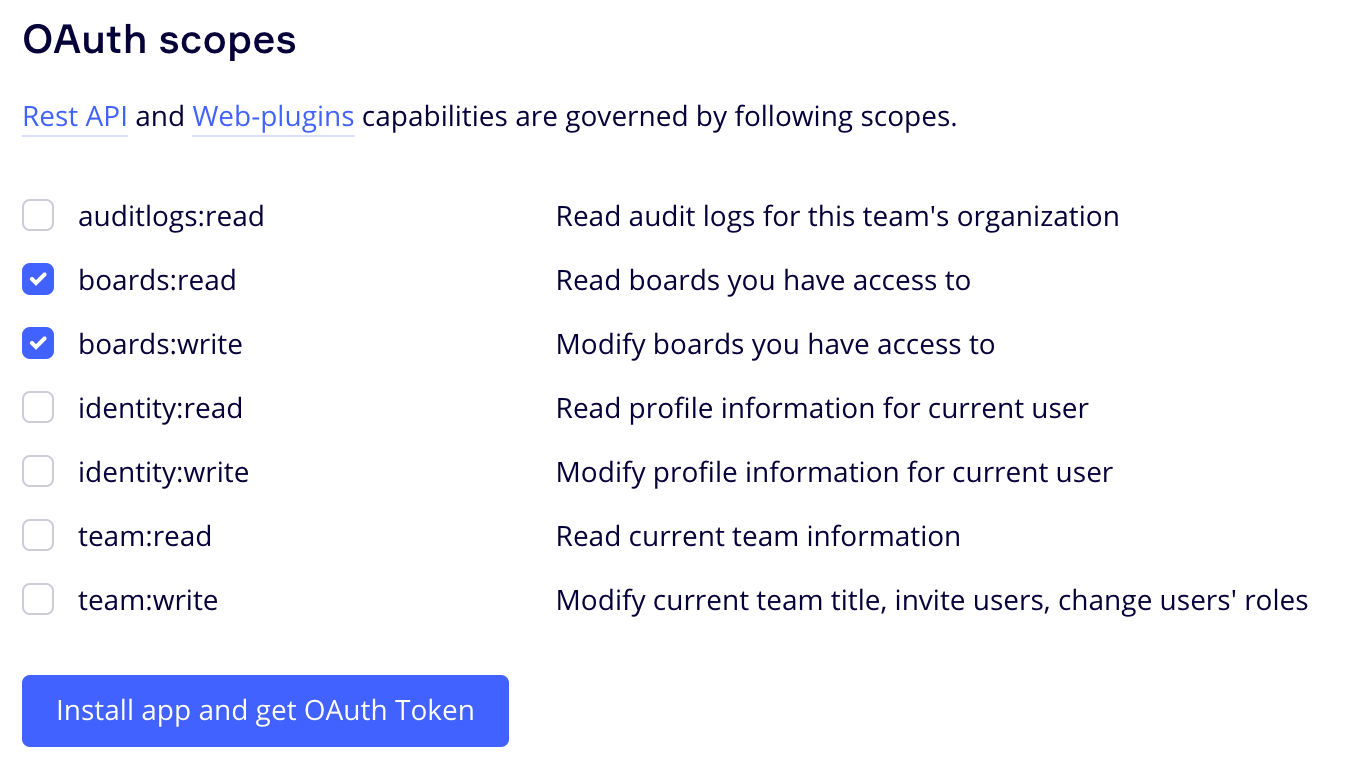 OAuth scopes
Rest API and Web-plugins capabilities are governed by following scopes.
auditlogs:read Read audit logs for this team's organization
boards:read Read boards you have access to
boards:write Modify boards you have access to
identity:read Read profile information for current user
identity:write Modify profile information for current user
team:read Read current team information
team:write Modify current team title, invite users, change users' roles
Install app and get OAuth Token